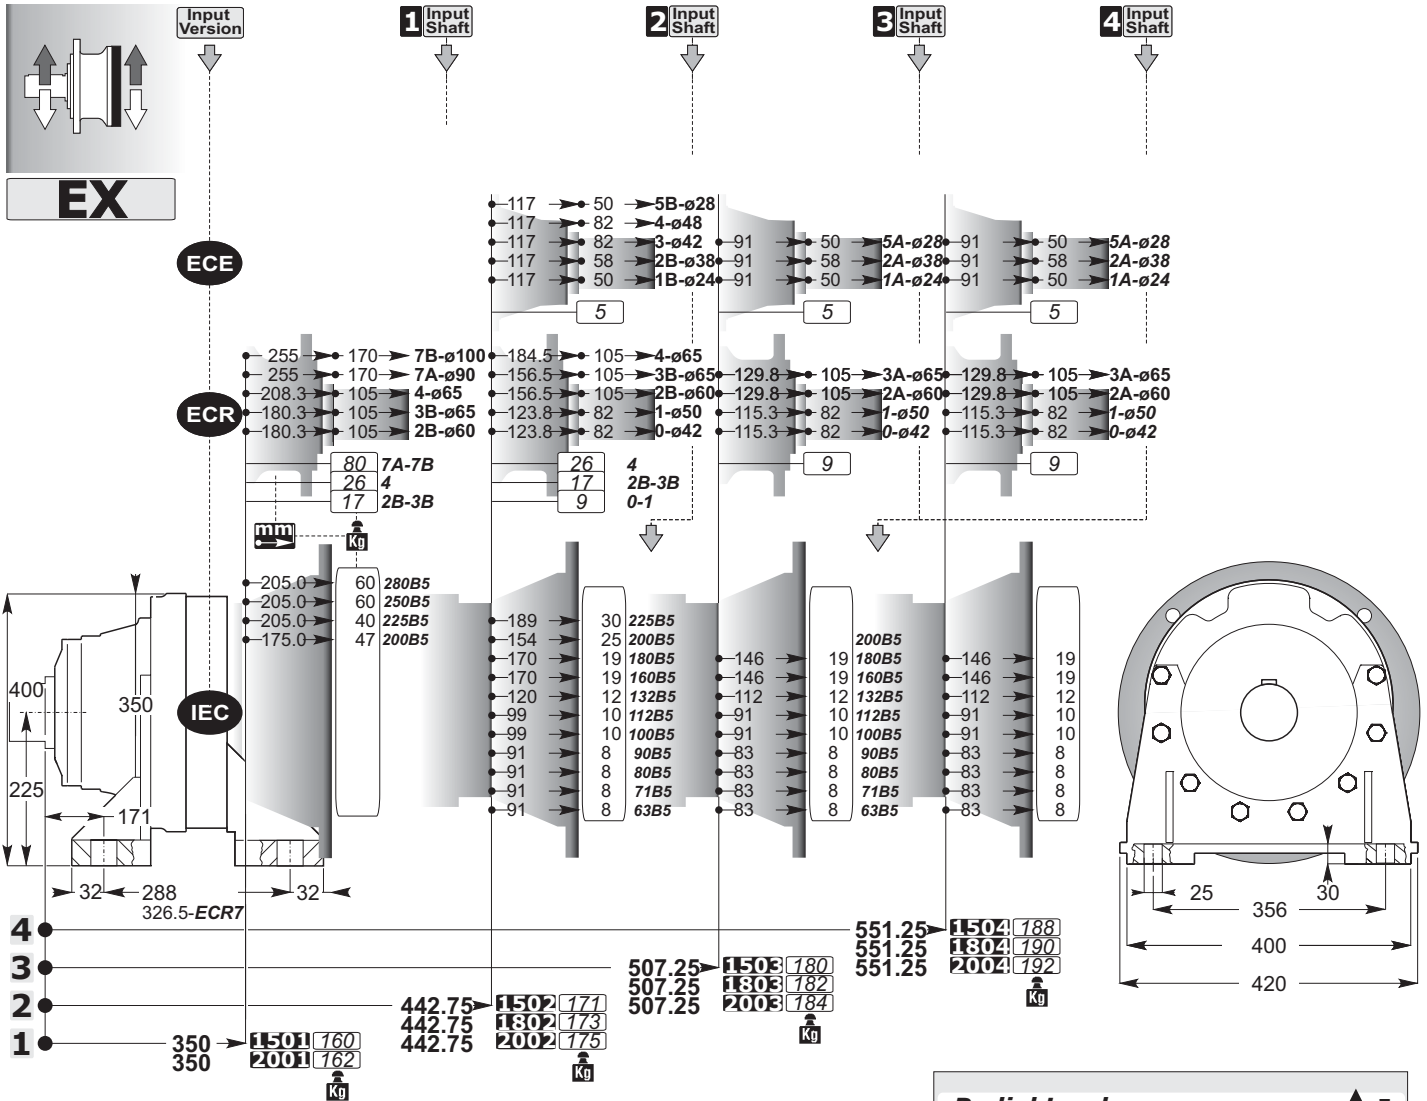 Input
Version
1 Input
Shaft
2 Input
Shaft
3 Input
Shaft
4 Input
Shaft
EX
ECE
117 50 5B-ø28
117 82 4-ø48
117 82 3-ø42 91 50 5A-ø28 91 50 5A-ø28
117 58 2B-ø38 91 58 2A-ø38 91 58 2A-ø38
117 50 1B-ø24 91 50 1A-ø24 91 50 1A-ø24
5 5 5
ECR
255 170 7B-ø100 184.5 105 4-ø65
255 170 7A-ø90 156.5 105 3B-ø65 129.8 105 3A-ø65 129.8 105 3A-ø65
208.3 105 4-ø65 156.5 105 2B-ø60 129.8 105 2A-ø60 129.8 105 2A-ø60
180.3 105 3B-ø65 123.8 82 1-ø50 115.3 82 1-ø50 115.3 82 1-ø50
180.3 105 2B-ø60 123.8 82 0-ø42 115.3 82 0-ø42 115.3 82 0-ø42
80 7A-7B 26 4 9 9
26 4 17 2B-3B
17 2B-3B 9 0-1
mm Kg
IEC
205.0 60 280B5
205.0 60 250B5
205.0 40 225B5 189 30 225B5
175.0 47 200B5 154 25 200B5 200B5
170 19 180B5 146 19 180B5 146 19
170 19 160B5 146 19 160B5 146 19
120 12 132B5 112 12 132B5 112 12
99 10 112B5 91 10 112B5 91 10
99 10 100B5 91 10 100B5 91 10
91 8 90B5 83 8 90B5 83 8
91 8 80B5 83 8 80B5 83 8
91 8 71B5 83 8 71B5 83 8
91 8 63B5 83 8 63B5 83 8
400
350
225
171
32 288 32
326.5-ECR7
25 30
356
400
420
4 551.25 1504 188
551.25 1804 190
551.25 2004 192
Kg
3 507.25 1503 180
507.25 1803 182
507.25 2003 184
Kg
2 442.75 1502 171
442.75 1802 173
442.75 2002 175
Kg
1 350 1501 160
350 2001 162
Kg